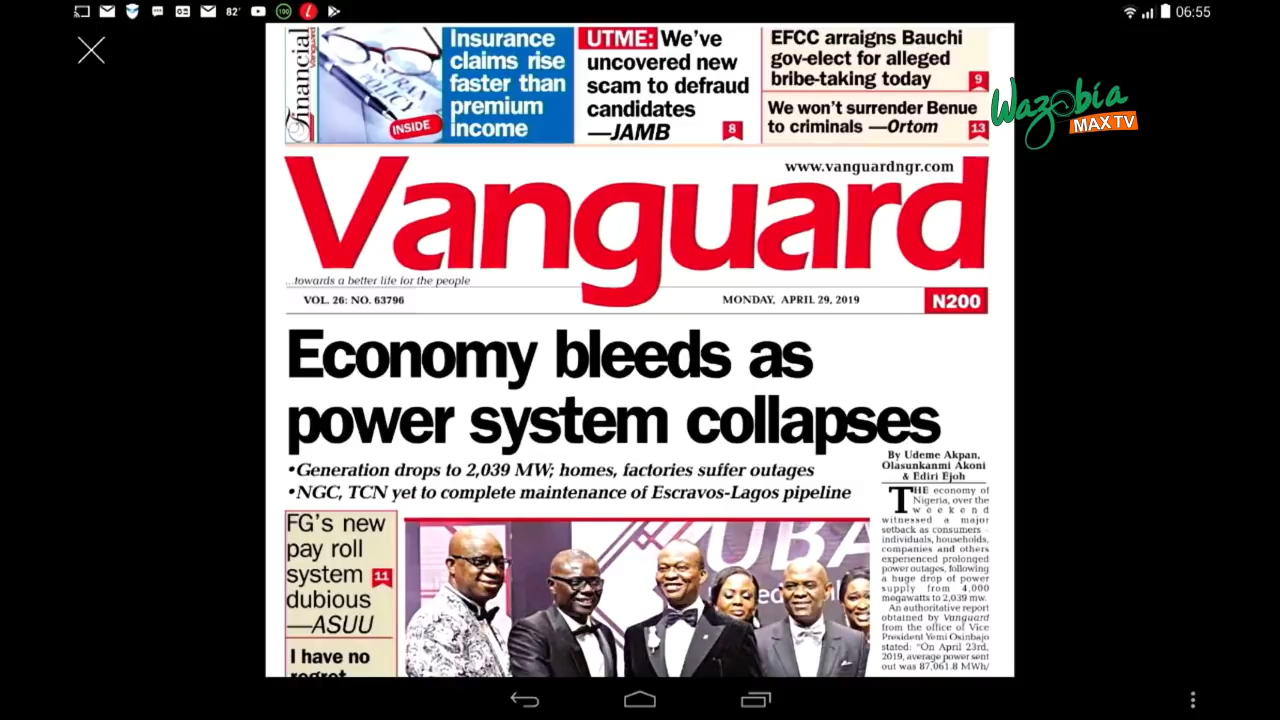 82°
100
06:55
Financial
Vanguard
POLICY
INSIDE
Insurance
claims rise
faster than
premium
income
UTME: We've
uncovered new
scam to defraud
candidates
—JAMB
8
EFCC arraigns Bauchi
gov-elect for alleged
bribe-taking today
9
We won't surrender Benue
to criminals —Ortom
13
Wazobia
MAX TV
www.vanguardngr.com
Vanguard
...towards a better life for the people
VOL. 26: NO. 63796
MONDAY, APRIL 29, 2019
N200
Economy bleeds as
power system collapses
•Generation drops to 2,039 MW; homes, factories suffer outages
•NGC, TCN yet to complete maintenance of Escravos-Lagos pipeline
FG's new
pay roll
system
11
dubious
—ASUU
I have no
regret
UBA
By Udeme Akpan,
Olasunkanmi Akoni
& Ediri Ejoh
THE economy of
Nigeria, over the
weekend
witnessed a major
setback as consumers -
individuals, households,
companies and others
experienced prolonged
power outages, following
a huge drop of power
supply from 4,000
megawatts to 2,039 mw.
An authoritative report
obtained by Vanguard
from the office of Vice
President Yemi Osinbajo
stated: "On April 23rd,
2019, average power sent
out was 87,061.8 MWh/